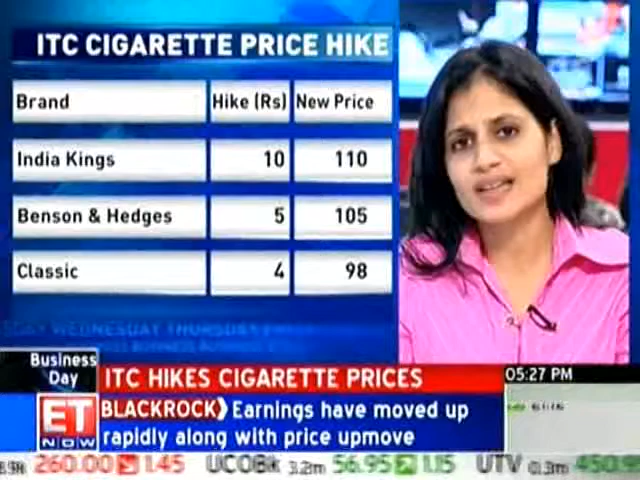 ITC CIGARETTE PRICE HIKE
Brand Hike (Rs) New Price
India Kings 10 110
Benson & Hedges 5 105
Classic 4 98
WEDNESDAY THURSDAY
Business
Day
ITC HIKES CIGARETTE PRICES
05:27 PM
ET
NOW
BLACKROCK Earnings have moved up
rapidly along with price upmove
260.00 1.45 UCOBk 3.2m 56.95 1.15 UTV 0.3m